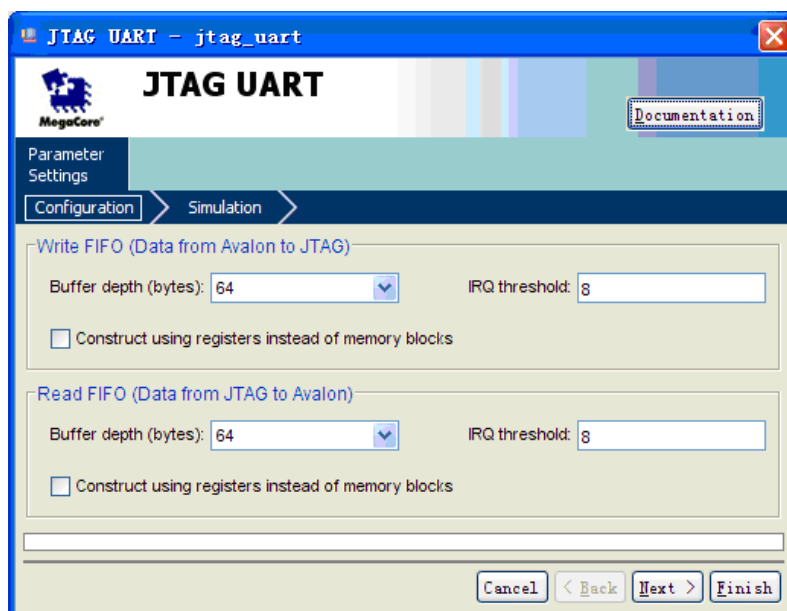 JTAG UART - jtag_uart
JTAG UART
MegaCore®
Documentation
Parameter
Settings
Configuration
Simulation
Write FIFO (Data from Avalon to JTAG)
Buffer depth (bytes): 64 IRQ threshold: 8
Construct using registers instead of memory blocks
Read FIFO (Data from JTAG to Avalon)
Buffer depth (bytes): 64 IRQ threshold: 8
Construct using registers instead of memory blocks
Cancel < Back Next > Finish